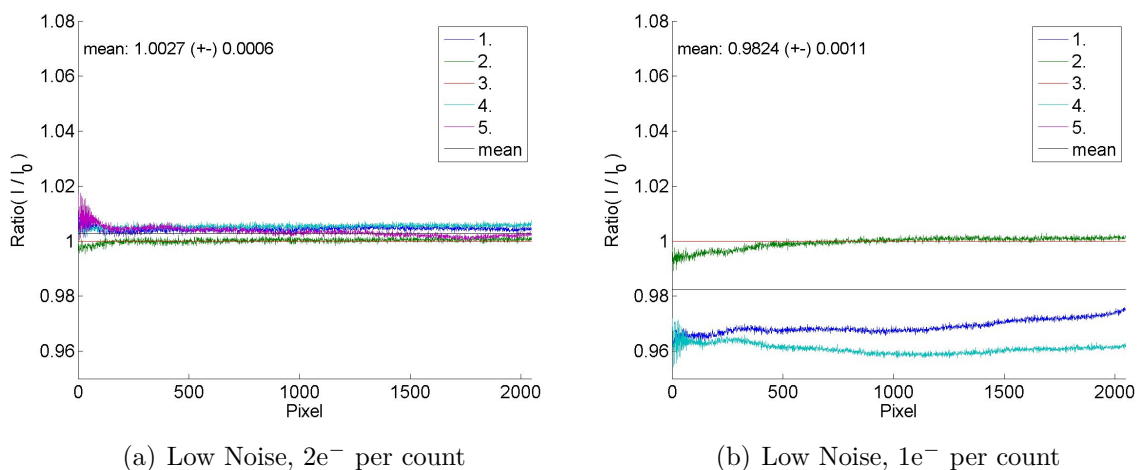 1.08
1.06
1.04
1.02
1
0.98
0.96
Ratio( I / I0 )
mean: 1.0027 (+-) 0.0006
1.
2.
3.
4.
5.
mean
0 500 1000 1500 2000
Pixel
(a) Low Noise, 2e⁻ per count
1.08
1.06
1.04
1.02
1
0.98
0.96
Ratio( I / I0 )
mean: 0.9824 (+-) 0.0011
1.
2.
3.
4.
5.
mean
0 500 1000 1500 2000
Pixel
(b) Low Noise, 1e⁻ per count